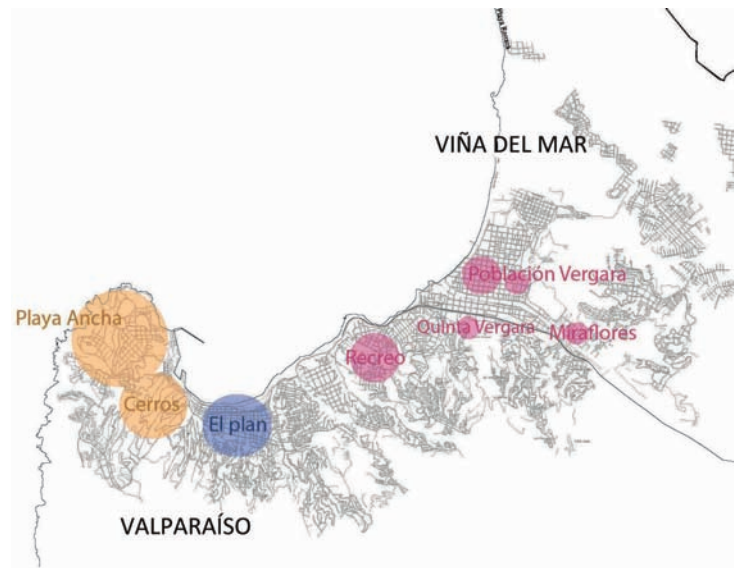 VIÑA DEL MAR
Población Vergara
Playa Ancha
Quinta Vergara
Miraflores
Recreo
Cerros
El plan
VALPARAÍSO